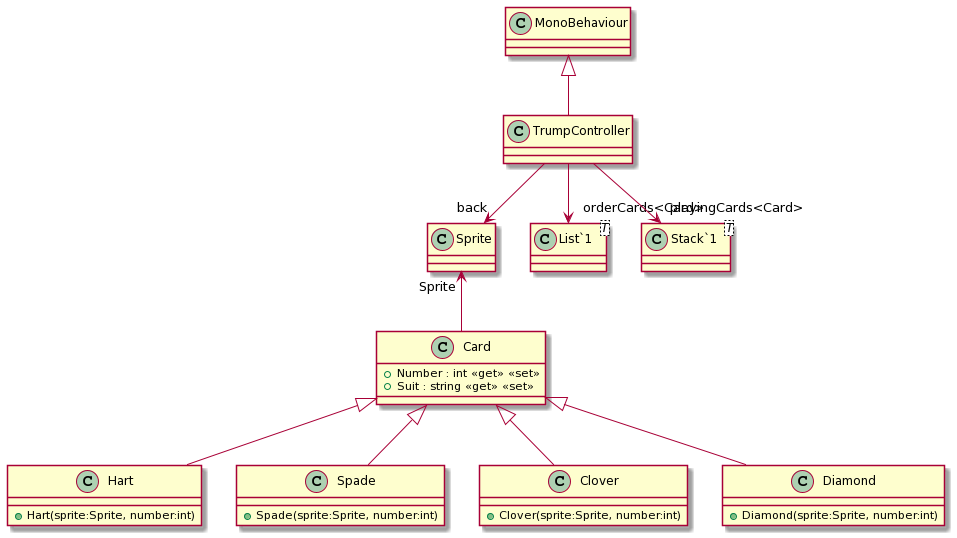 C MonoBehaviour
C TrumpController
back
orderCards<Card>
playingCards<Card>
C Sprite
C List`1
T
C Stack`1
T
Sprite
C Card
Number : int «get» «set»
Suit : string «get» «set»
C Hart
Hart(sprite:Sprite, number:int)
C Spade
Spade(sprite:Sprite, number:int)
C Clover
Clover(sprite:Sprite, number:int)
C Diamond
Diamond(sprite:Sprite, number:int)